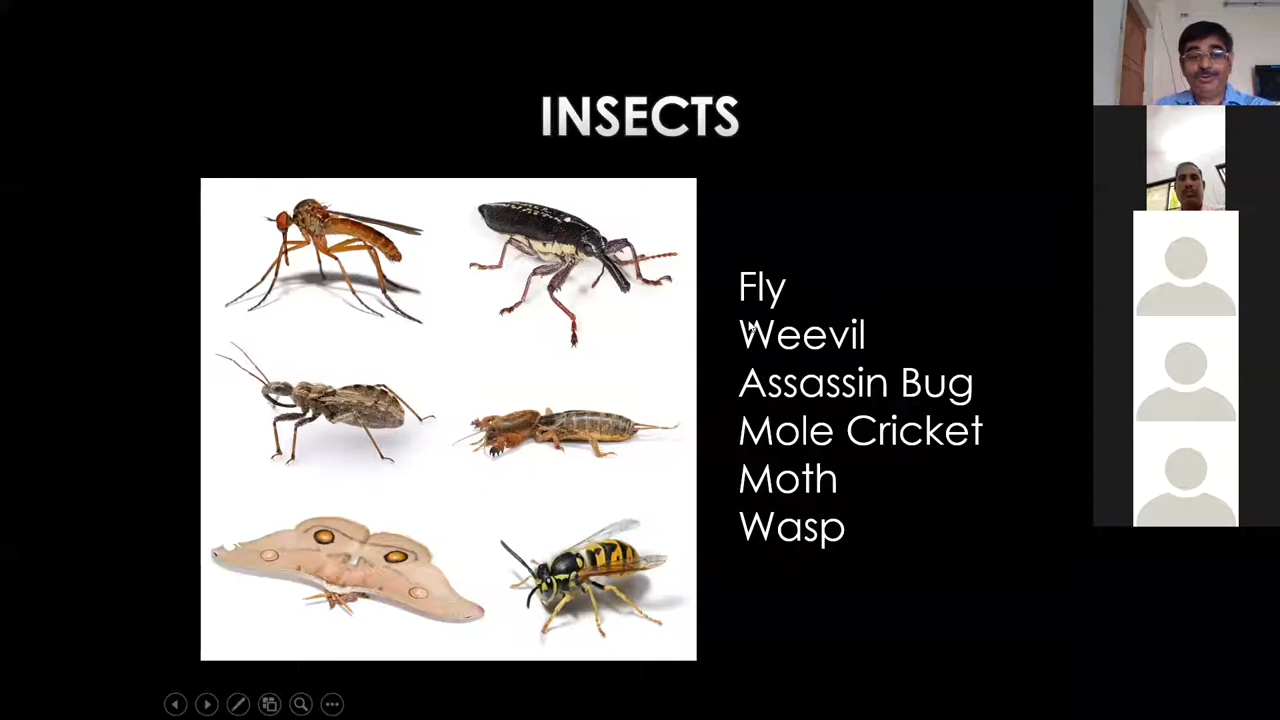 INSECTS
Fly
Weevil
Assassin Bug
Mole Cricket
Moth
Wasp